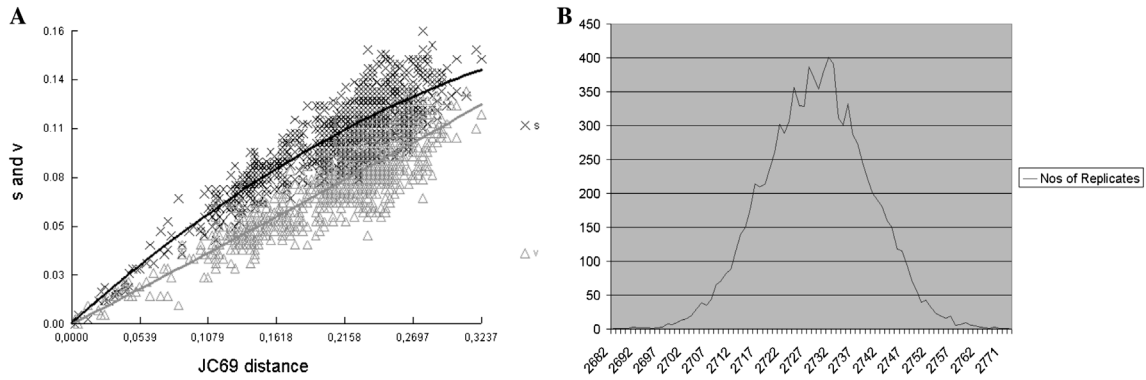 A
s and v
0.16
0.14
0.11
0.08
0.05
0.03
0.00
0,0000 0,0539 0,1079 0,1618 0,2158 0,2697 0,3237
JC69 distance
s
v
B
450
400
350
300
250
200
150
100
50
0
2682 2692 2697 2702 2707 2712 2717 2722 2727 2732 2737 2742 2747 2752 2757 2762 2771
Nos of Replicates